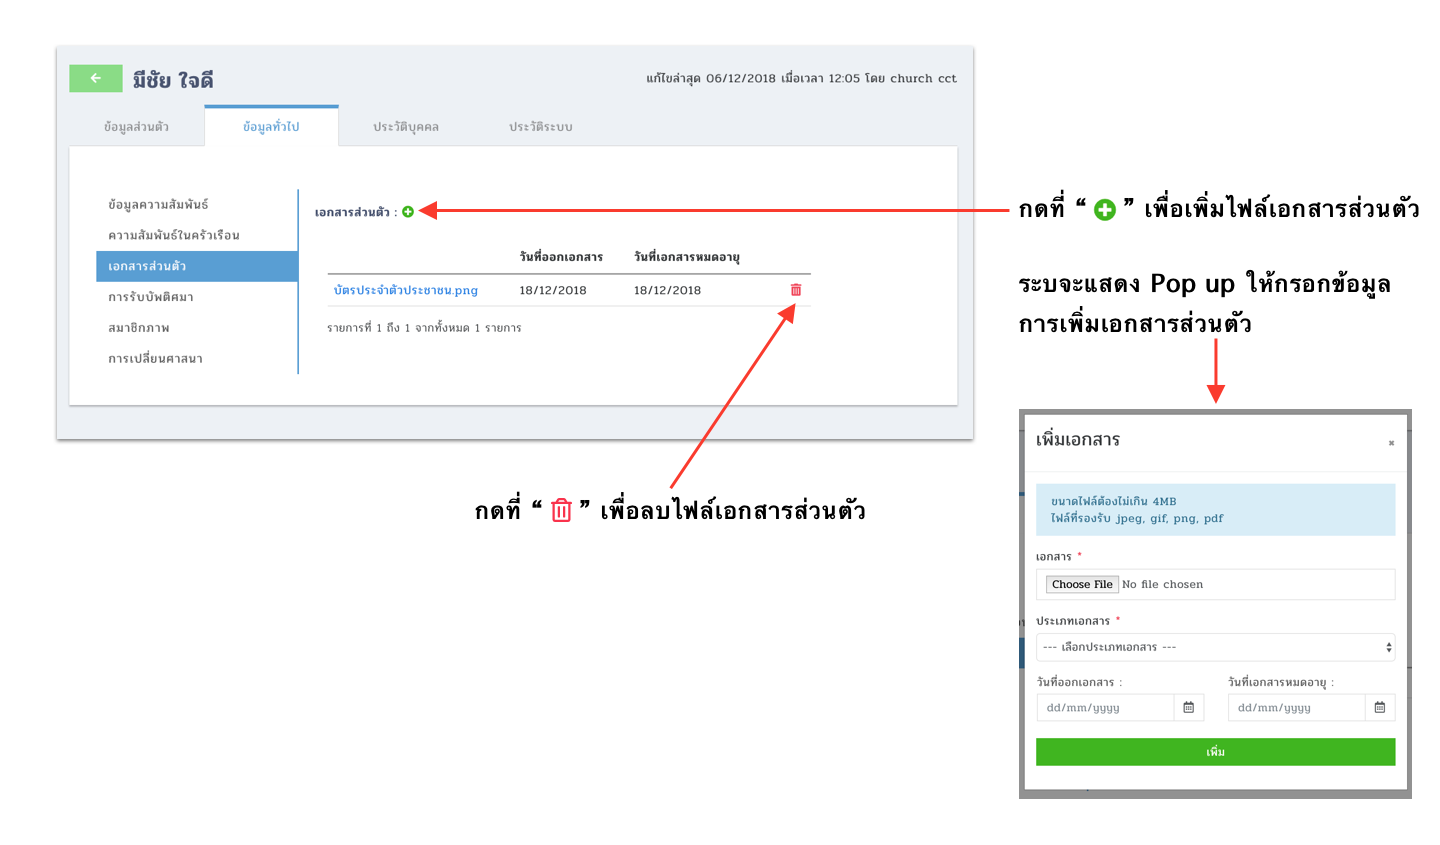 มีชัย ใจดี
แก้ไขล่าสุด 06/12/2018 เมื่อเวลา 12:05 โดย church cct
ข้อมูลส่วนตัว ข้อมูลทั่วไป ประวัติบุคคล ประวัติระบบ
ข้อมูลความสัมพันธ์
ความสัมพันธ์ในครัวเรือน
เอกสารส่วนตัว
การรับบัพติศมา
สมาชิกภาพ
การเปลี่ยนศาสนา
เอกสารส่วนตัว :
วันที่ออกเอกสาร วันที่เอกสารหมดอายุ
บัตรประจำตัวประชาชน.png 18/12/2018 18/12/2018
รายการที่ 1 ถึง 1 จากทั้งหมด 1 รายการ
กดที่ “ ” เพื่อเพิ่มไฟล์เอกสารส่วนตัว
ระบบจะแสดง Pop up ให้กรอกข้อมูล
การเพิ่มเอกสารส่วนตัว
กดที่ “ ” เพื่อลบไฟล์เอกสารส่วนตัว
เพิ่มเอกสาร ×
ขนาดไฟล์ต้องไม่เกิน 4MB
ไฟล์ที่รองรับ jpeg, gif, png, pdf
เอกสาร *
Choose File No file chosen
ประเภทเอกสาร *
--- เลือกประเภทเอกสาร ---
วันที่ออกเอกสาร : วันที่เอกสารหมดอายุ :
dd/mm/yyyy dd/mm/yyyy
เพิ่ม